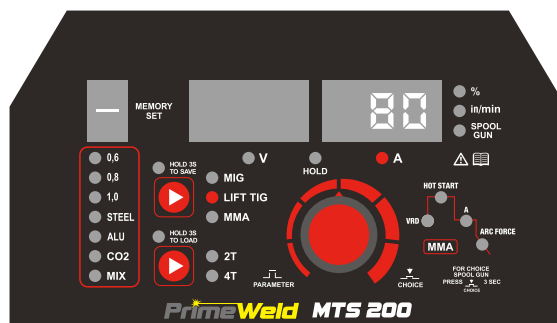 —
MEMORY
SET
80
%
in/min
SPOOL
GUN
V
HOLD
A
0,6
0,8
1,0
STEEL
ALU
CO2
MIX
HOLD 3S
TO SAVE
HOLD 3S
TO LOAD
MIG
LIFT TIG
MMA
2T
4T
PARAMETER
CHOICE
HOT START
VRD
A
ARC FORCE
MMA
FOR CHOICE
SPOOL GUN
PRESS 3 SEC
CHOICE
PrimeWeld MTS 200